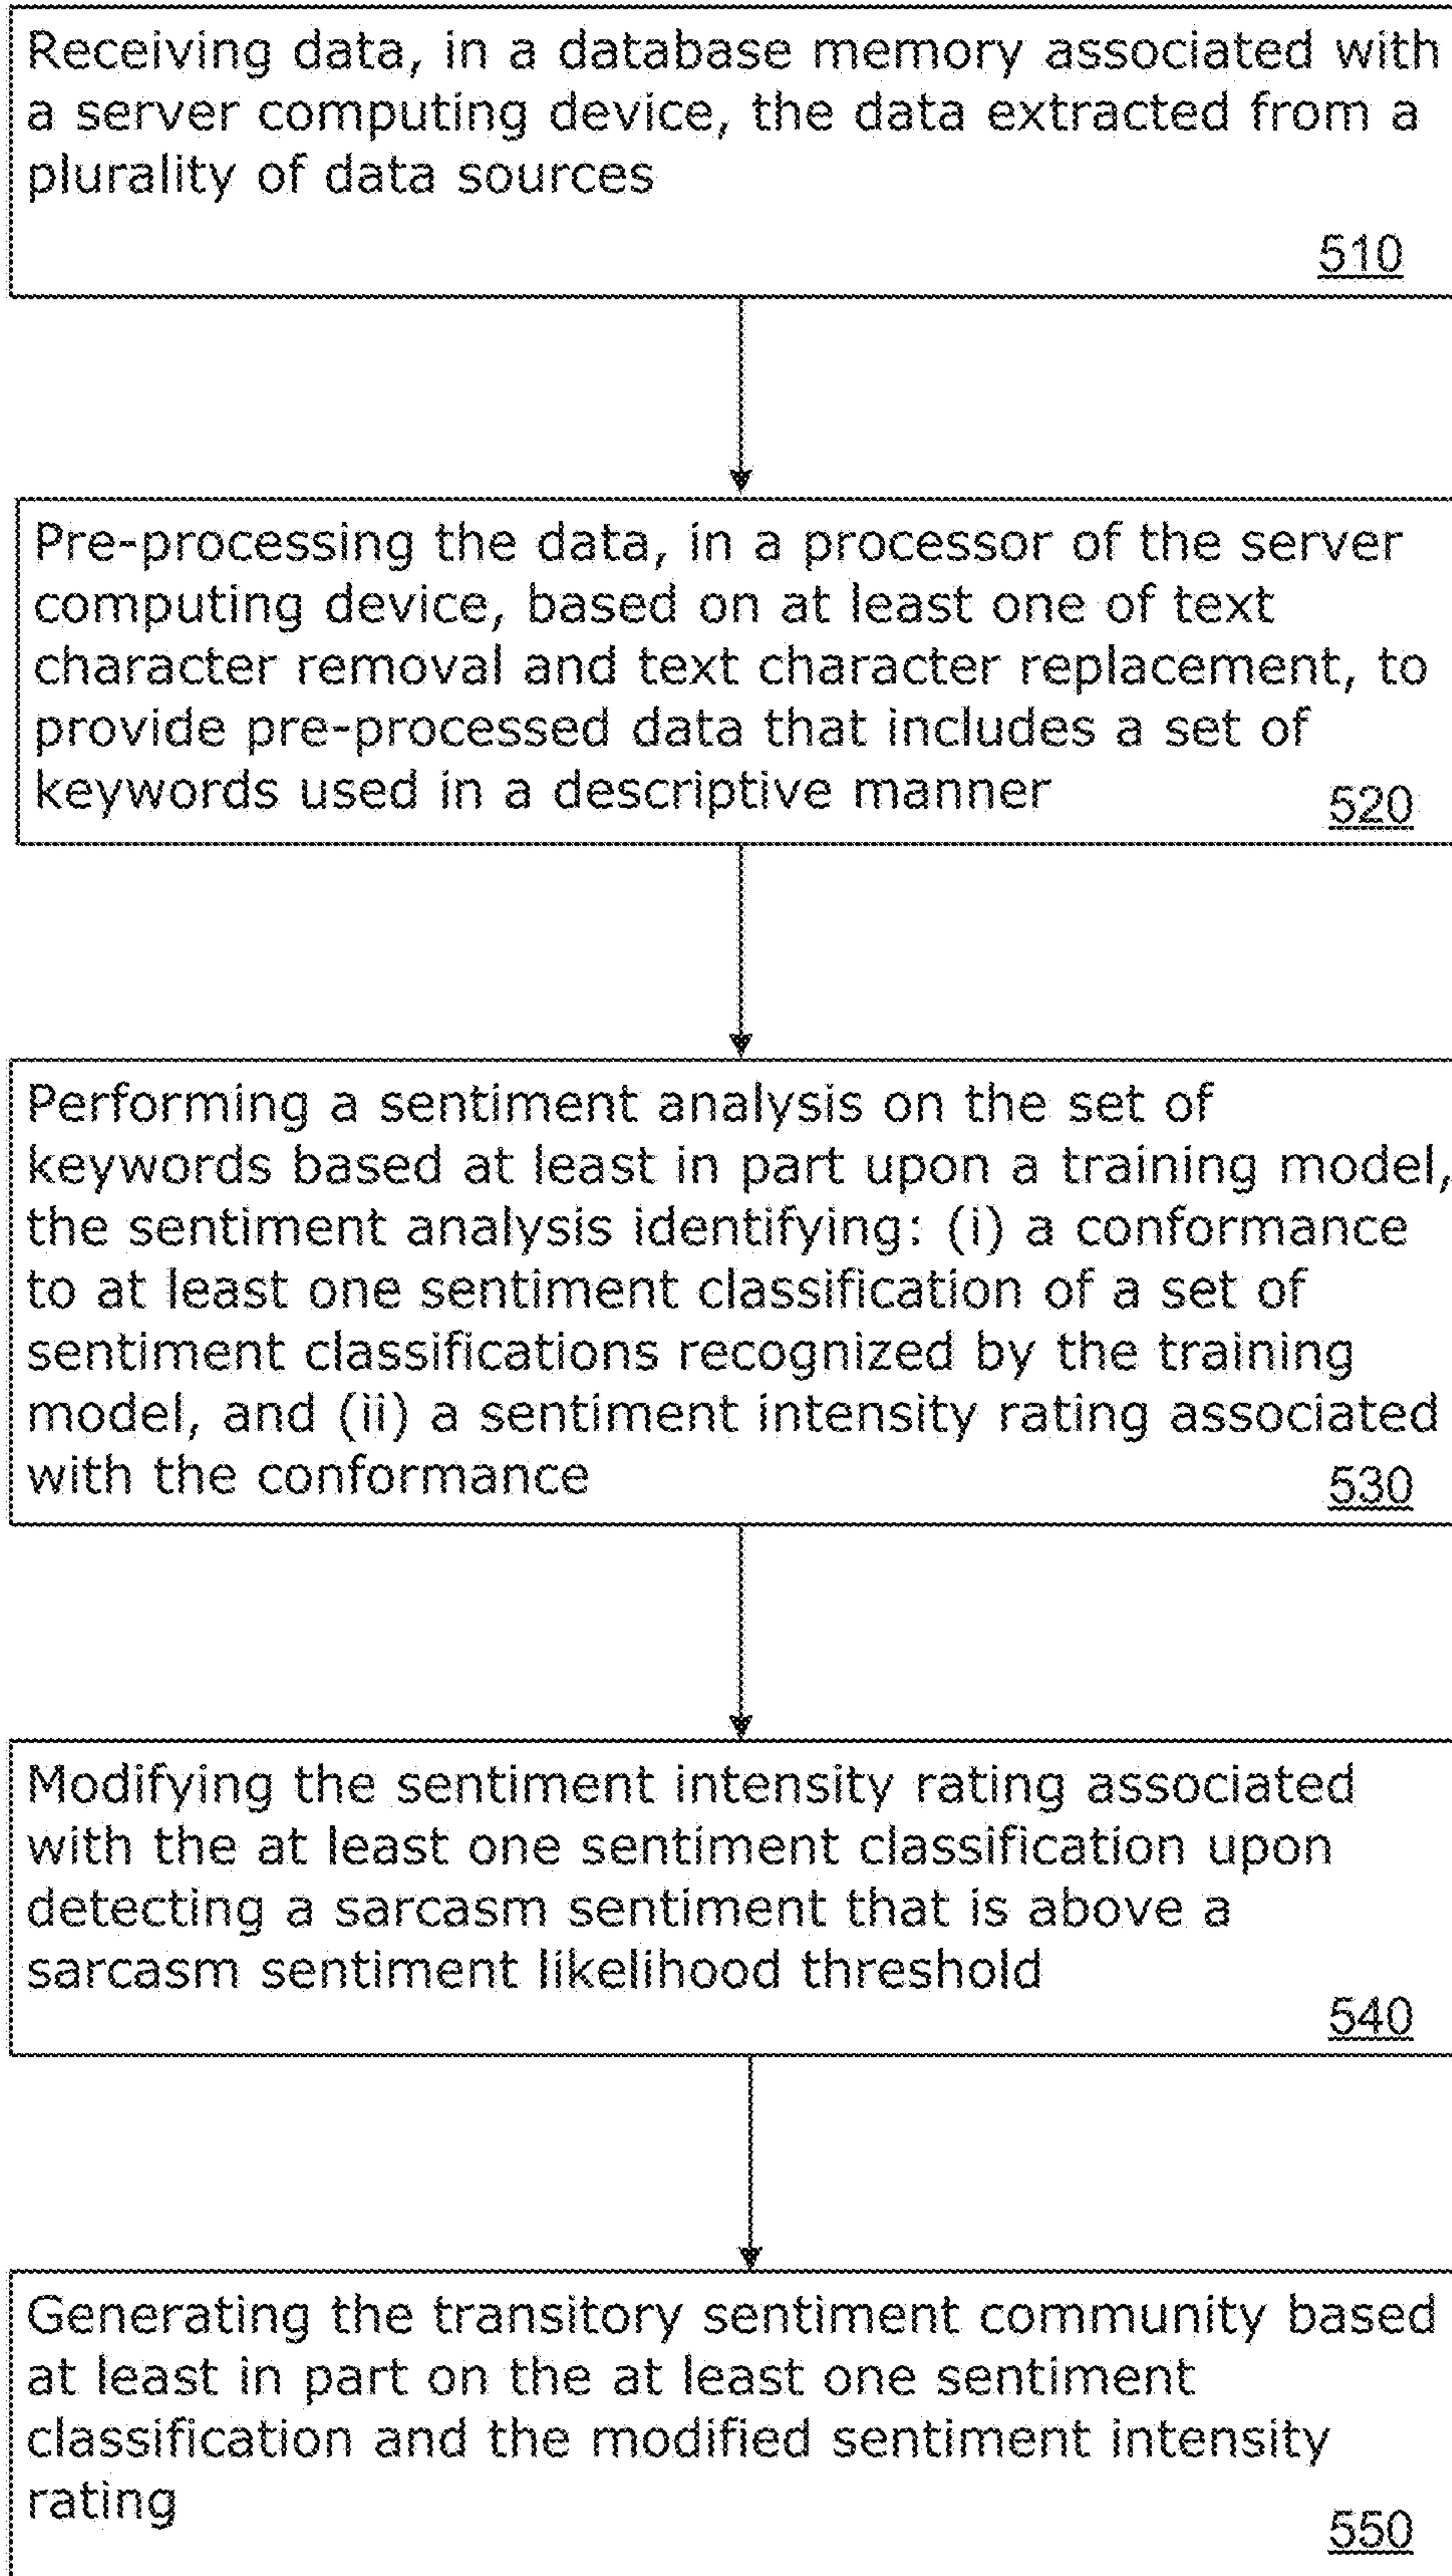 Receiving data, in a database memory associated with
a server computing device, the data extracted from a
plurality of data sources
510
Pre-processing the data, in a processor of the server
computing device, based on at least one of text
character removal and text character replacement, to
provide pre-processed data that includes a set of
keywords used in a descriptive manner
520
Performing a sentiment analysis on the set of
keywords based at least in part upon a training model,
the sentiment analysis identifying: (i) a conformance
to at least one sentiment classification of a set of
sentiment classifications recognized by the training
model, and (ii) a sentiment intensity rating associated
with the conformance
530
Modifying the sentiment intensity rating associated
with the at least one sentiment classification upon
detecting a sarcasm sentiment that is above a
sarcasm sentiment likelihood threshold
540
Generating the transitory sentiment community based
at least in part on the at least one sentiment
classification and the modified sentiment intensity
rating
550